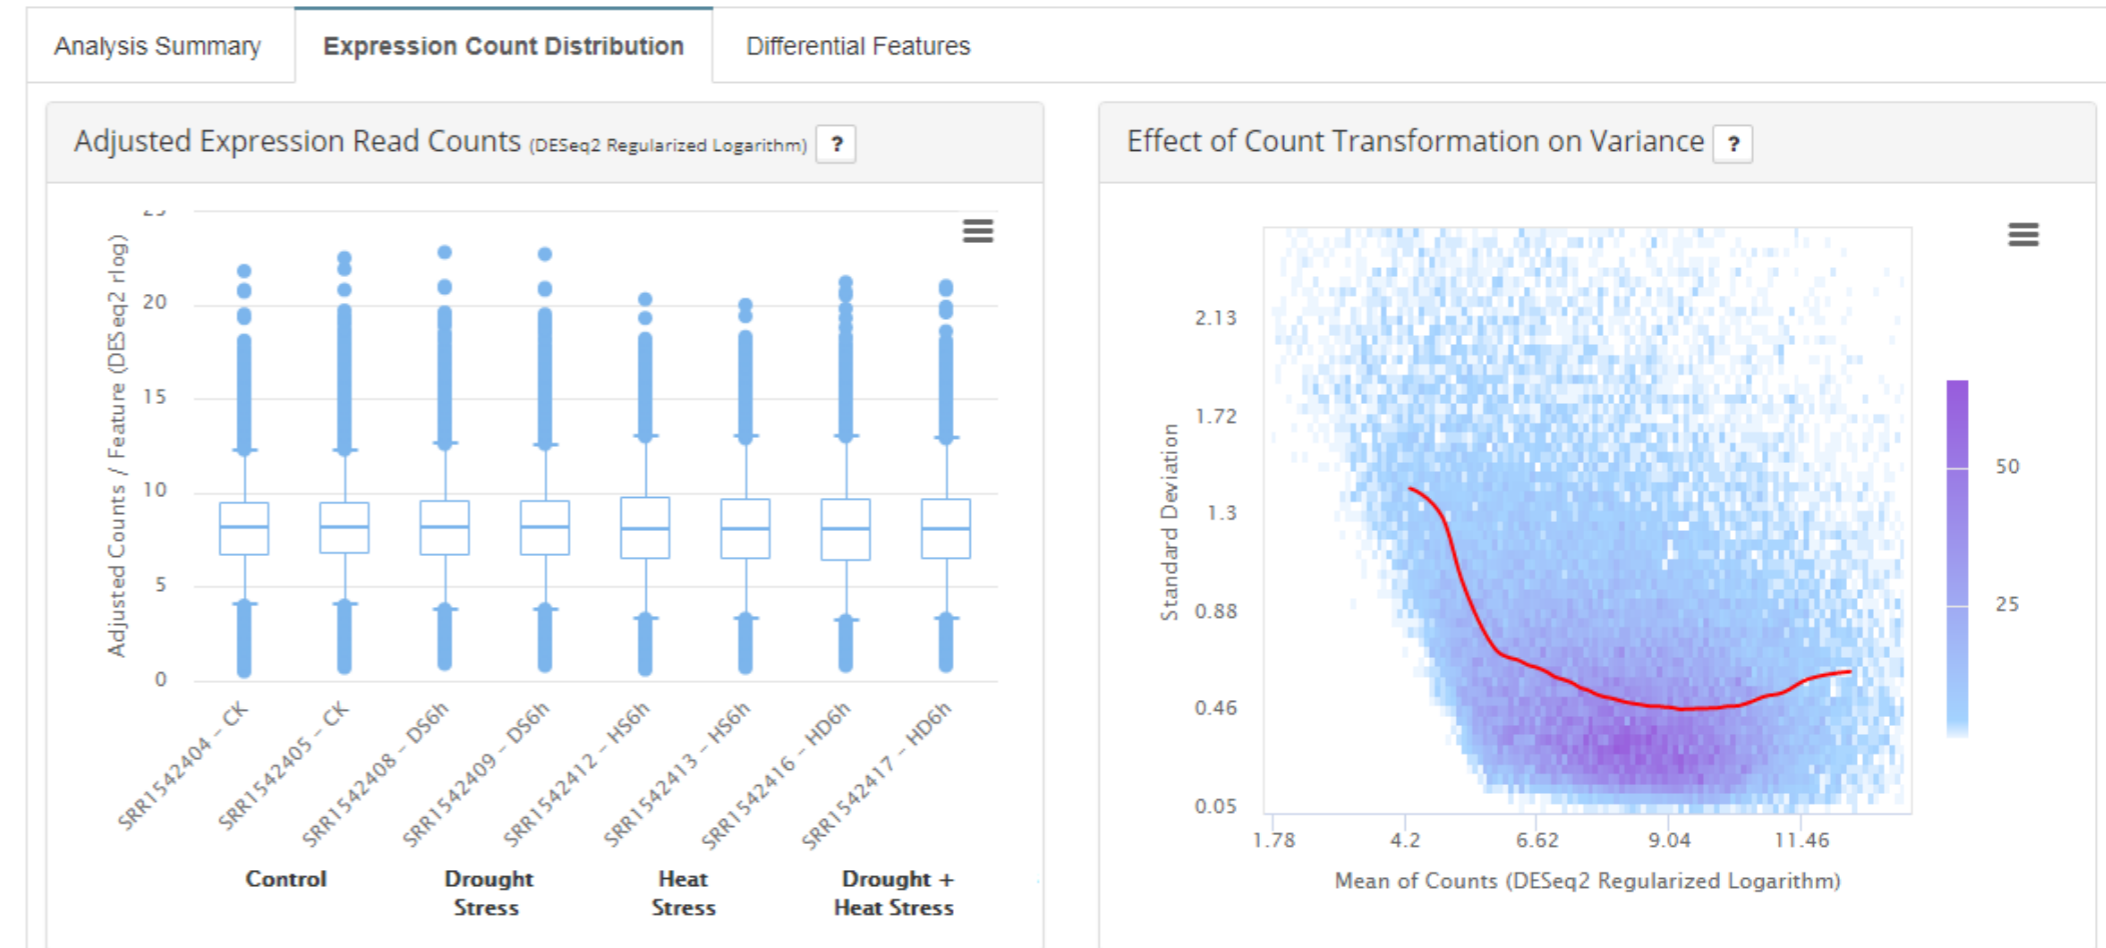 Analysis Summary
Expression Count Distribution
Differential Features
Adjusted Expression Read Counts (DESeq2 Regularized Logarithm) ?
Adjusted Counts / Feature (DESeq2 rlog)
25
20
15
10
5
0
SRR1542404 – CK
SRR1542405 – CK
SRR1542408 – DS6h
SRR1542409 – DS6h
SRR1542412 – HS6h
SRR1542413 – HS6h
SRR1542416 – HD6h
SRR1542417 – HD6h
Control
Drought
Stress
Heat
Stress
Drought +
Heat Stress
Effect of Count Transformation on Variance ?
Standard Deviation
2.13
1.72
1.3
0.88
0.46
0.05
1.78
4.2
6.62
9.04
11.46
Mean of Counts (DESeq2 Regularized Logarithm)
50
25